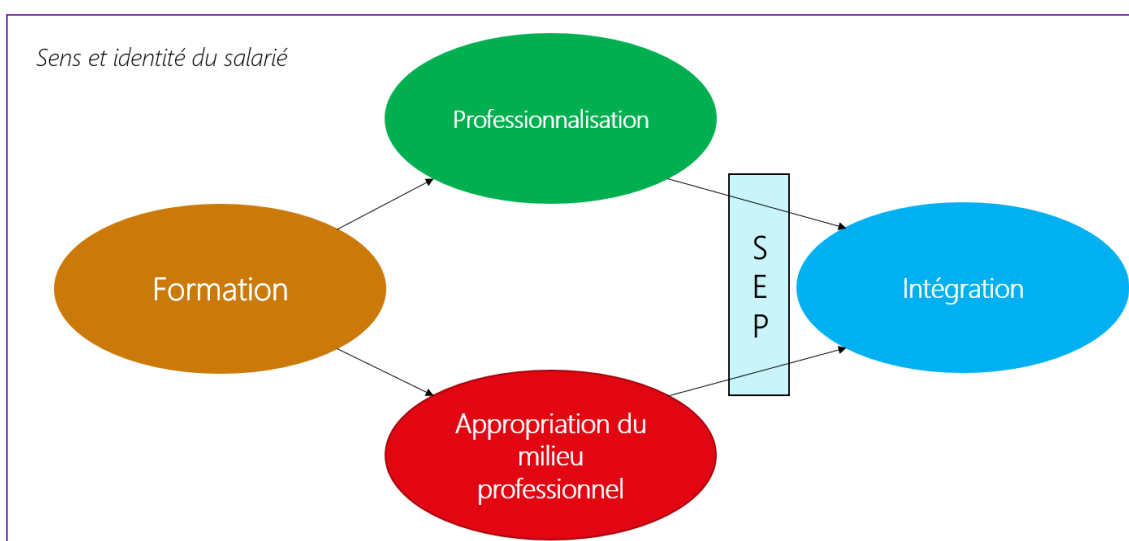 Sens et identité du salarié
Professionnalisation
Formation
S
E
P
Intégration
Appropriation du
milieu
professionnel